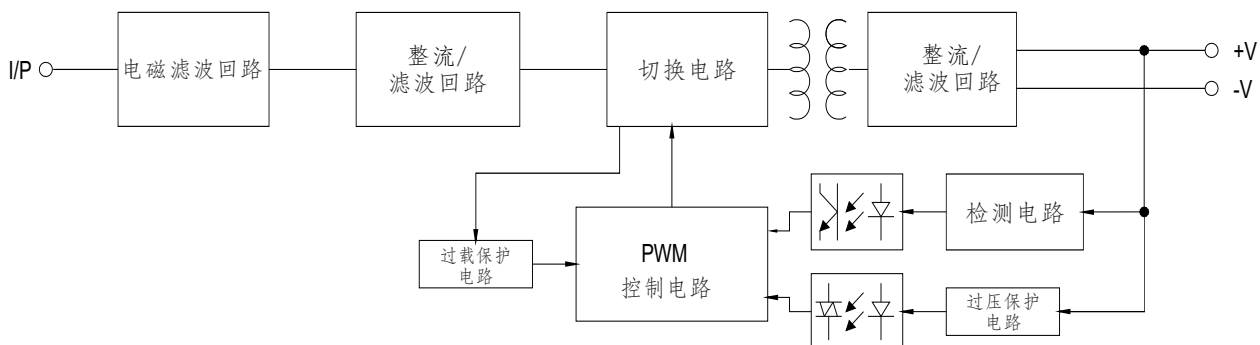 I/P
电磁滤波回路
整流/
滤波回路
切换电路
整流/
滤波回路
+V
-V
检测电路
过载保护
电路
PWM
控制电路
过压保护
电路